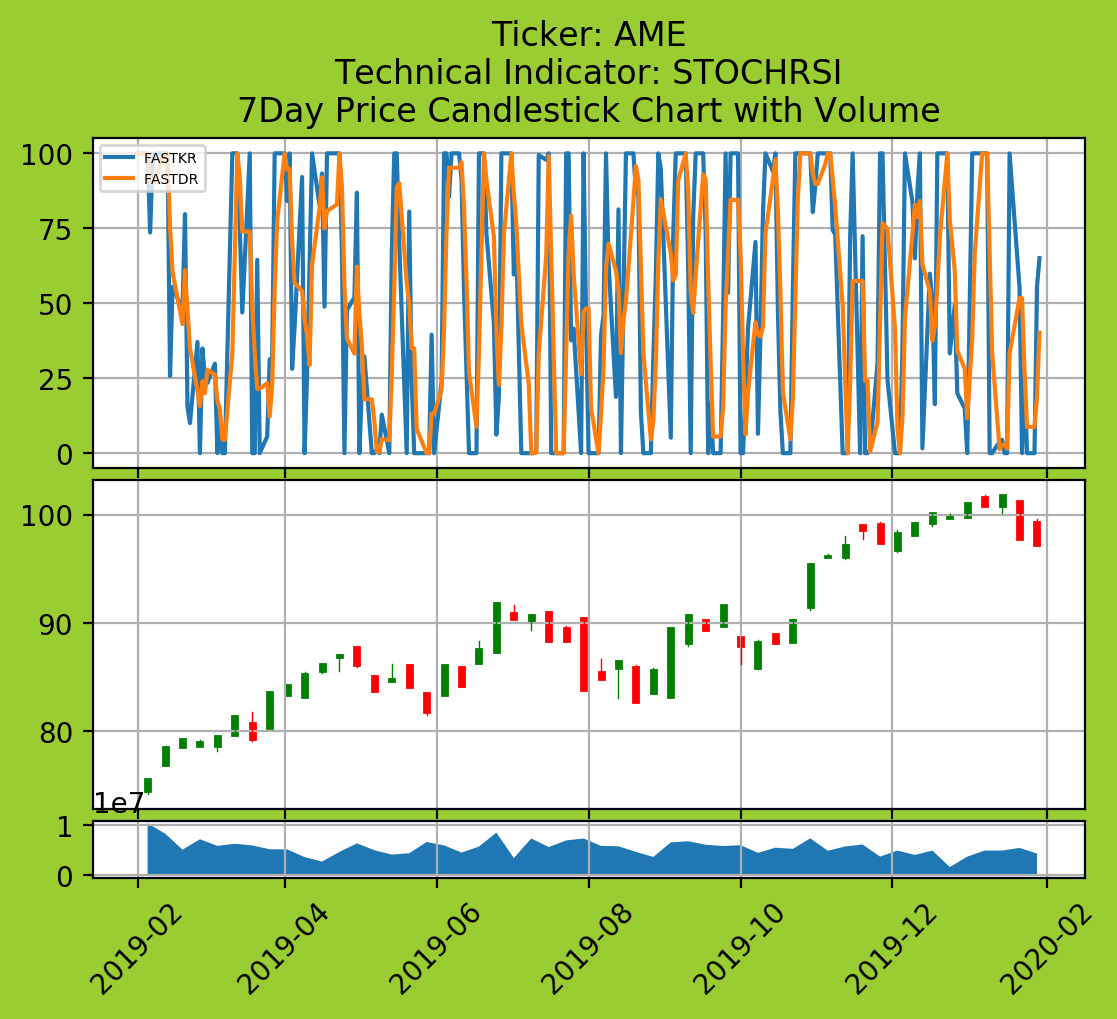 Ticker: AME
Technical Indicator: STOCHRSI
7Day Price Candlestick Chart with Volume
100
75
50
25
0
FASTKR
FASTDR
100
90
80
1e7
1
0
2019-02
2019-04
2019-06
2019-08
2019-10
2019-12
2020-02